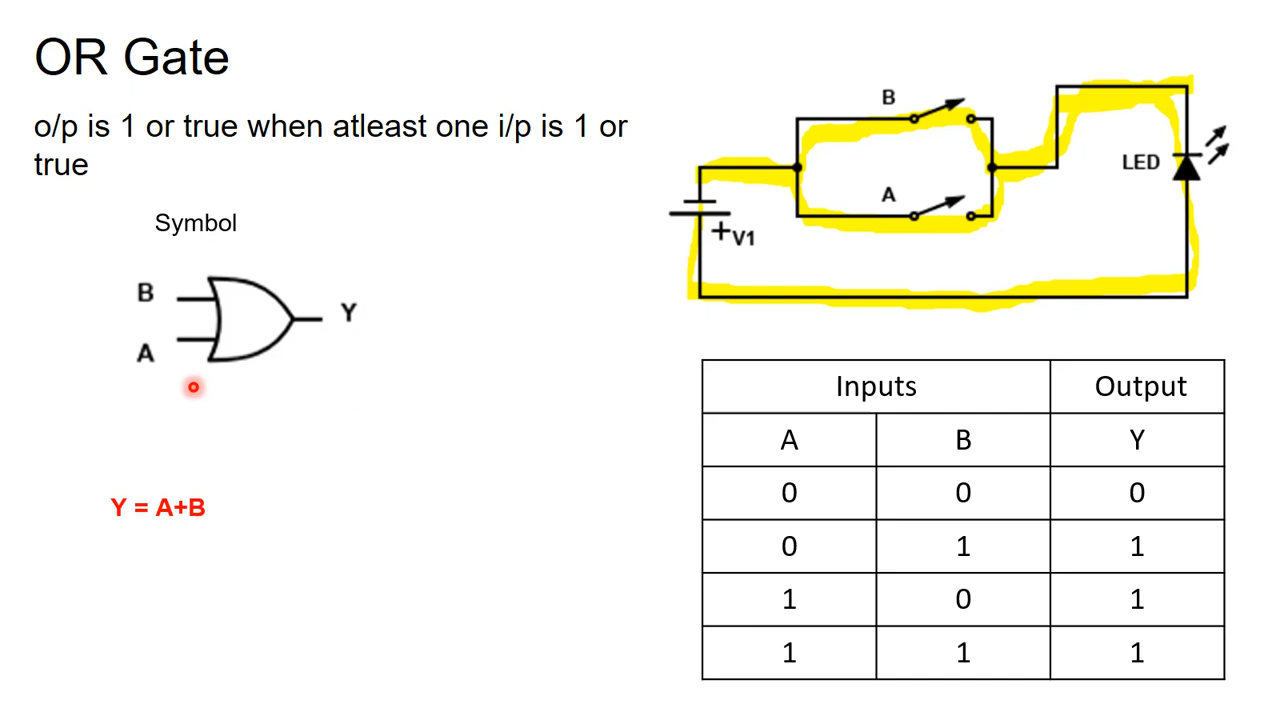 OR Gate
o/p is 1 or true when atleast one i/p is 1 or
true
Symbol
B
A
Y
Y = A+B
B
A
LED
+V1
Inputs Output
A B Y
0 0 0
0 1 1
1 0 1
1 1 1